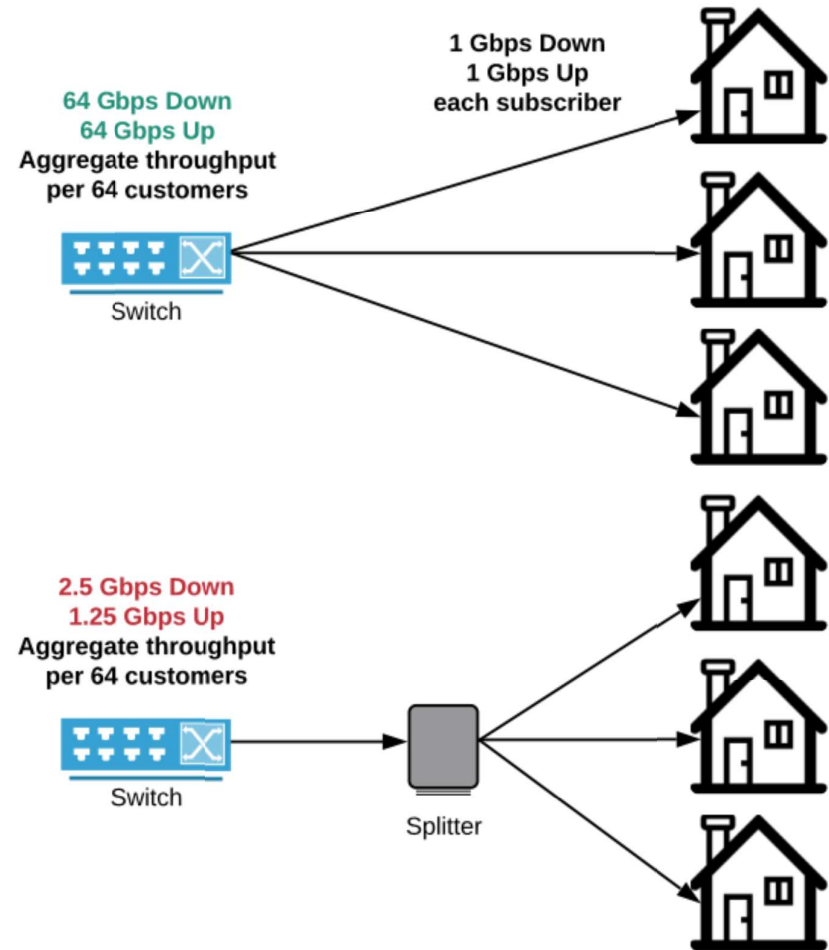 1 Gbps Down
1 Gbps Up
each subscriber
64 Gbps Down
64 Gbps Up
Aggregate throughput
per 64 customers
Switch
2.5 Gbps Down
1.25 Gbps Up
Aggregate throughput
per 64 customers
Switch
Splitter